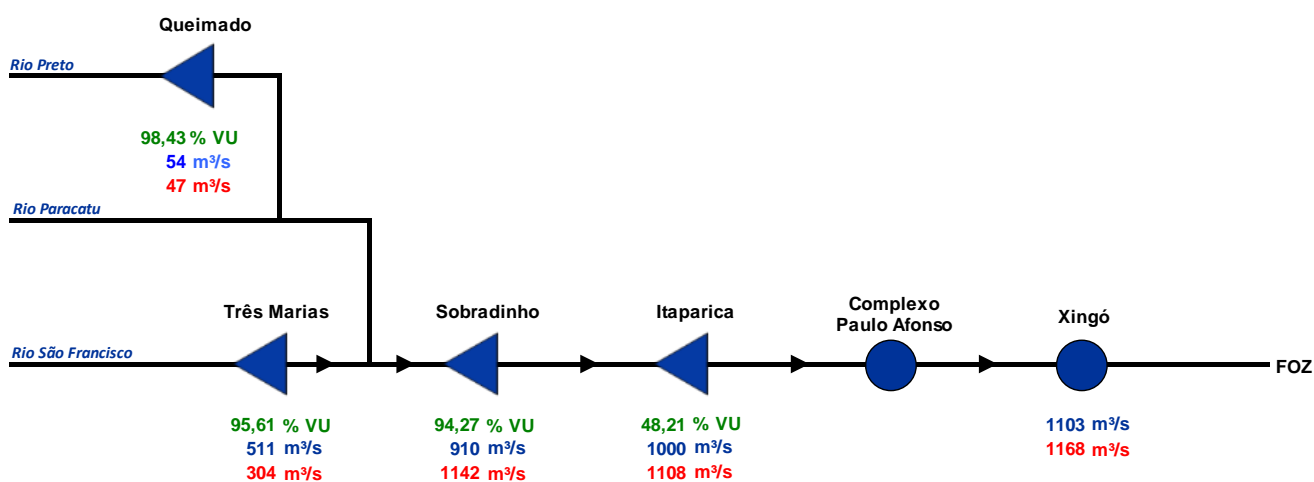 Queimado
Rio Preto
98,43 % VU
54 m³/s
47 m³/s
Rio Paracatu
Três Marias
Sobradinho
Itaparica
Complexo
Paulo Afonso
Xingó
Rio São Francisco
FOZ
95,61 % VU
511 m³/s
304 m³/s
94,27 % VU
910 m³/s
1142 m³/s
48,21 % VU
1000 m³/s
1108 m³/s
1103 m³/s
1168 m³/s